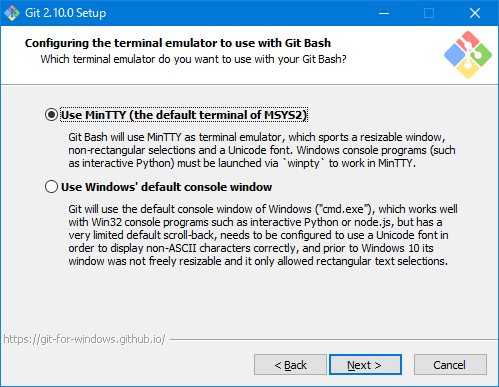 Git 2.10.0 Setup
Configuring the terminal emulator to use with Git Bash
Which terminal emulator do you want to use with your Git Bash?
Use MinTTY (the default terminal of MSYS2)
Git Bash will use MinTTY as terminal emulator, which sports a resizable window,
non-rectangular selections and a Unicode font. Windows console programs (such
as interactive Python) must be launched via `winpty` to work in MinTTY.
Use Windows' default console window
Git will use the default console window of Windows ("cmd.exe"), which works well
with Win32 console programs such as interactive Python or node.js, but has a
very limited default scroll-back, needs to be configured to use a Unicode font in
order to display non-ASCII characters correctly, and prior to Windows 10 its
window was not freely resizable and it only allowed rectangular text selections.
https://git-for-windows.github.io/
< Back
Next >
Cancel